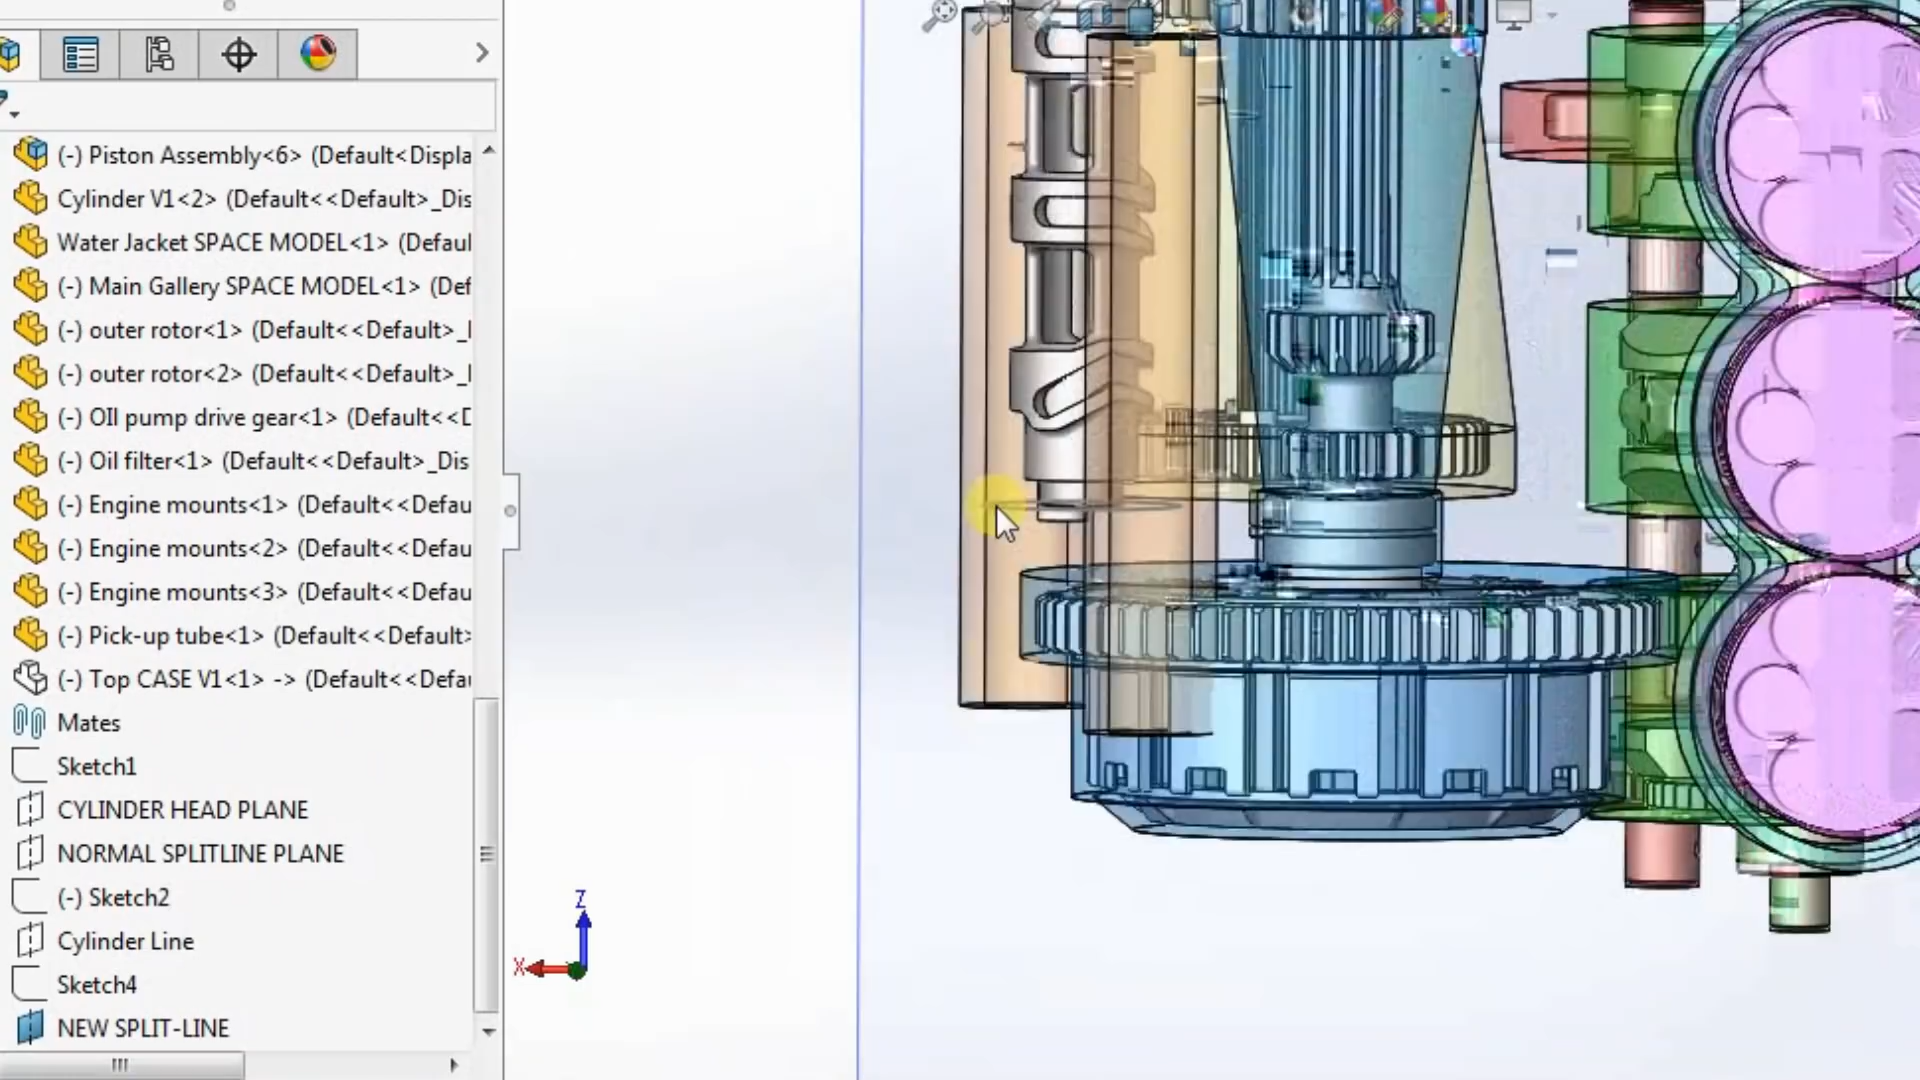 (-) Piston Assembly<6> (Default<Displa
Cylinder V1<2> (Default<<Default>_Dis
Water Jacket SPACE MODEL<1> (Defaul
(-) Main Gallery SPACE MODEL<1> (Def
(-) outer rotor<1> (Default<<Default>_I
(-) outer rotor<2> (Default<<Default>_I
(-) OIl pump drive gear<1> (Default<<D
(-) Oil filter<1> (Default<<Default>_Dis
(-) Engine mounts<1> (Default<<Defau
(-) Engine mounts<2> (Default<<Defau
(-) Engine mounts<3> (Default<<Defau
(-) Pick-up tube<1> (Default<<Default>
(-) Top CASE V1<1> -> (Default<<Defau
Mates
Sketch1
CYLINDER HEAD PLANE
NORMAL SPLITLINE PLANE
(-) Sketch2
Cylinder Line
Sketch4
NEW SPLIT-LINE
Z
X